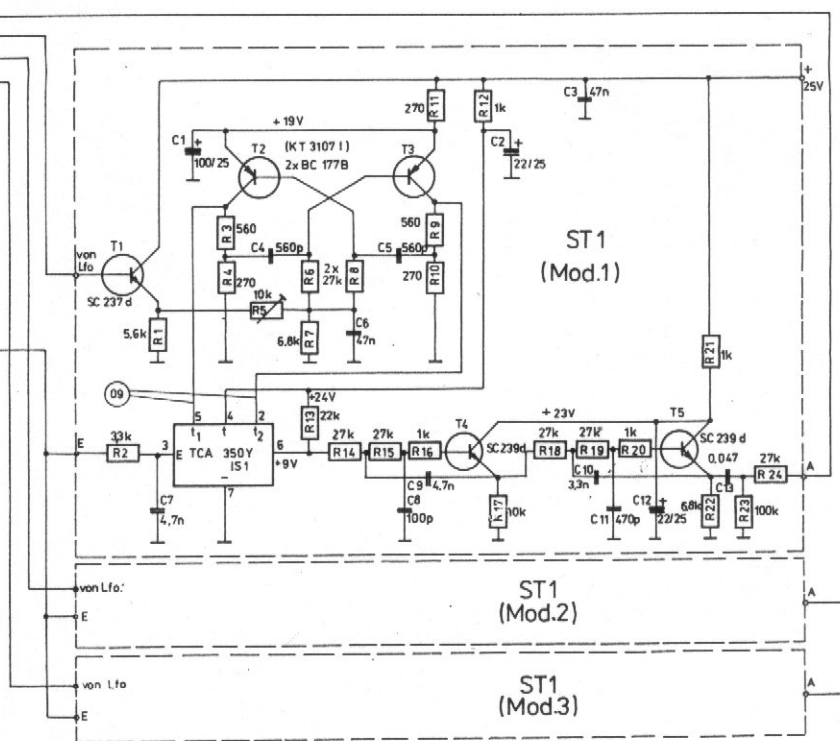 +
25V
R11
270
R12
1k
C3
47n
+ 19V
C1
+
100/25
T2
(KT 3107 I)
2x BC 177B
T3
C2
+
22/25
R3
560
R9
560
C4
560p
C5
560p
R4
270
R6
2x
27k
R8
R10
270
ST1
(Mod.1)
von
Lfo
T1
SC 237 d
10k
R5
R1
5,6k
R7
6,8k
C6
47n
R21
1k
09
+24V
R13
22k
5
4
2
t1
t
t2
E
33k
R2
3
E
TCA
350Y
IS1
–
7
6
+9V
27k
R14
27k
R15
1k
R16
T4
SC239d
+ 23V
27k
R18
27k
R19
1k
R20
T5
SC 239 d
0,047
C13
27k
R24
A
C7
4,7n
C9
4,7n
C8
100p
R17
10k
C10
3,3n
C11
470p
C12
+
22/25
6,8k
R22
R23
100k
von Lfo
E
ST1
(Mod.2)
A
von Lfo
E
ST1
(Mod.3)
A